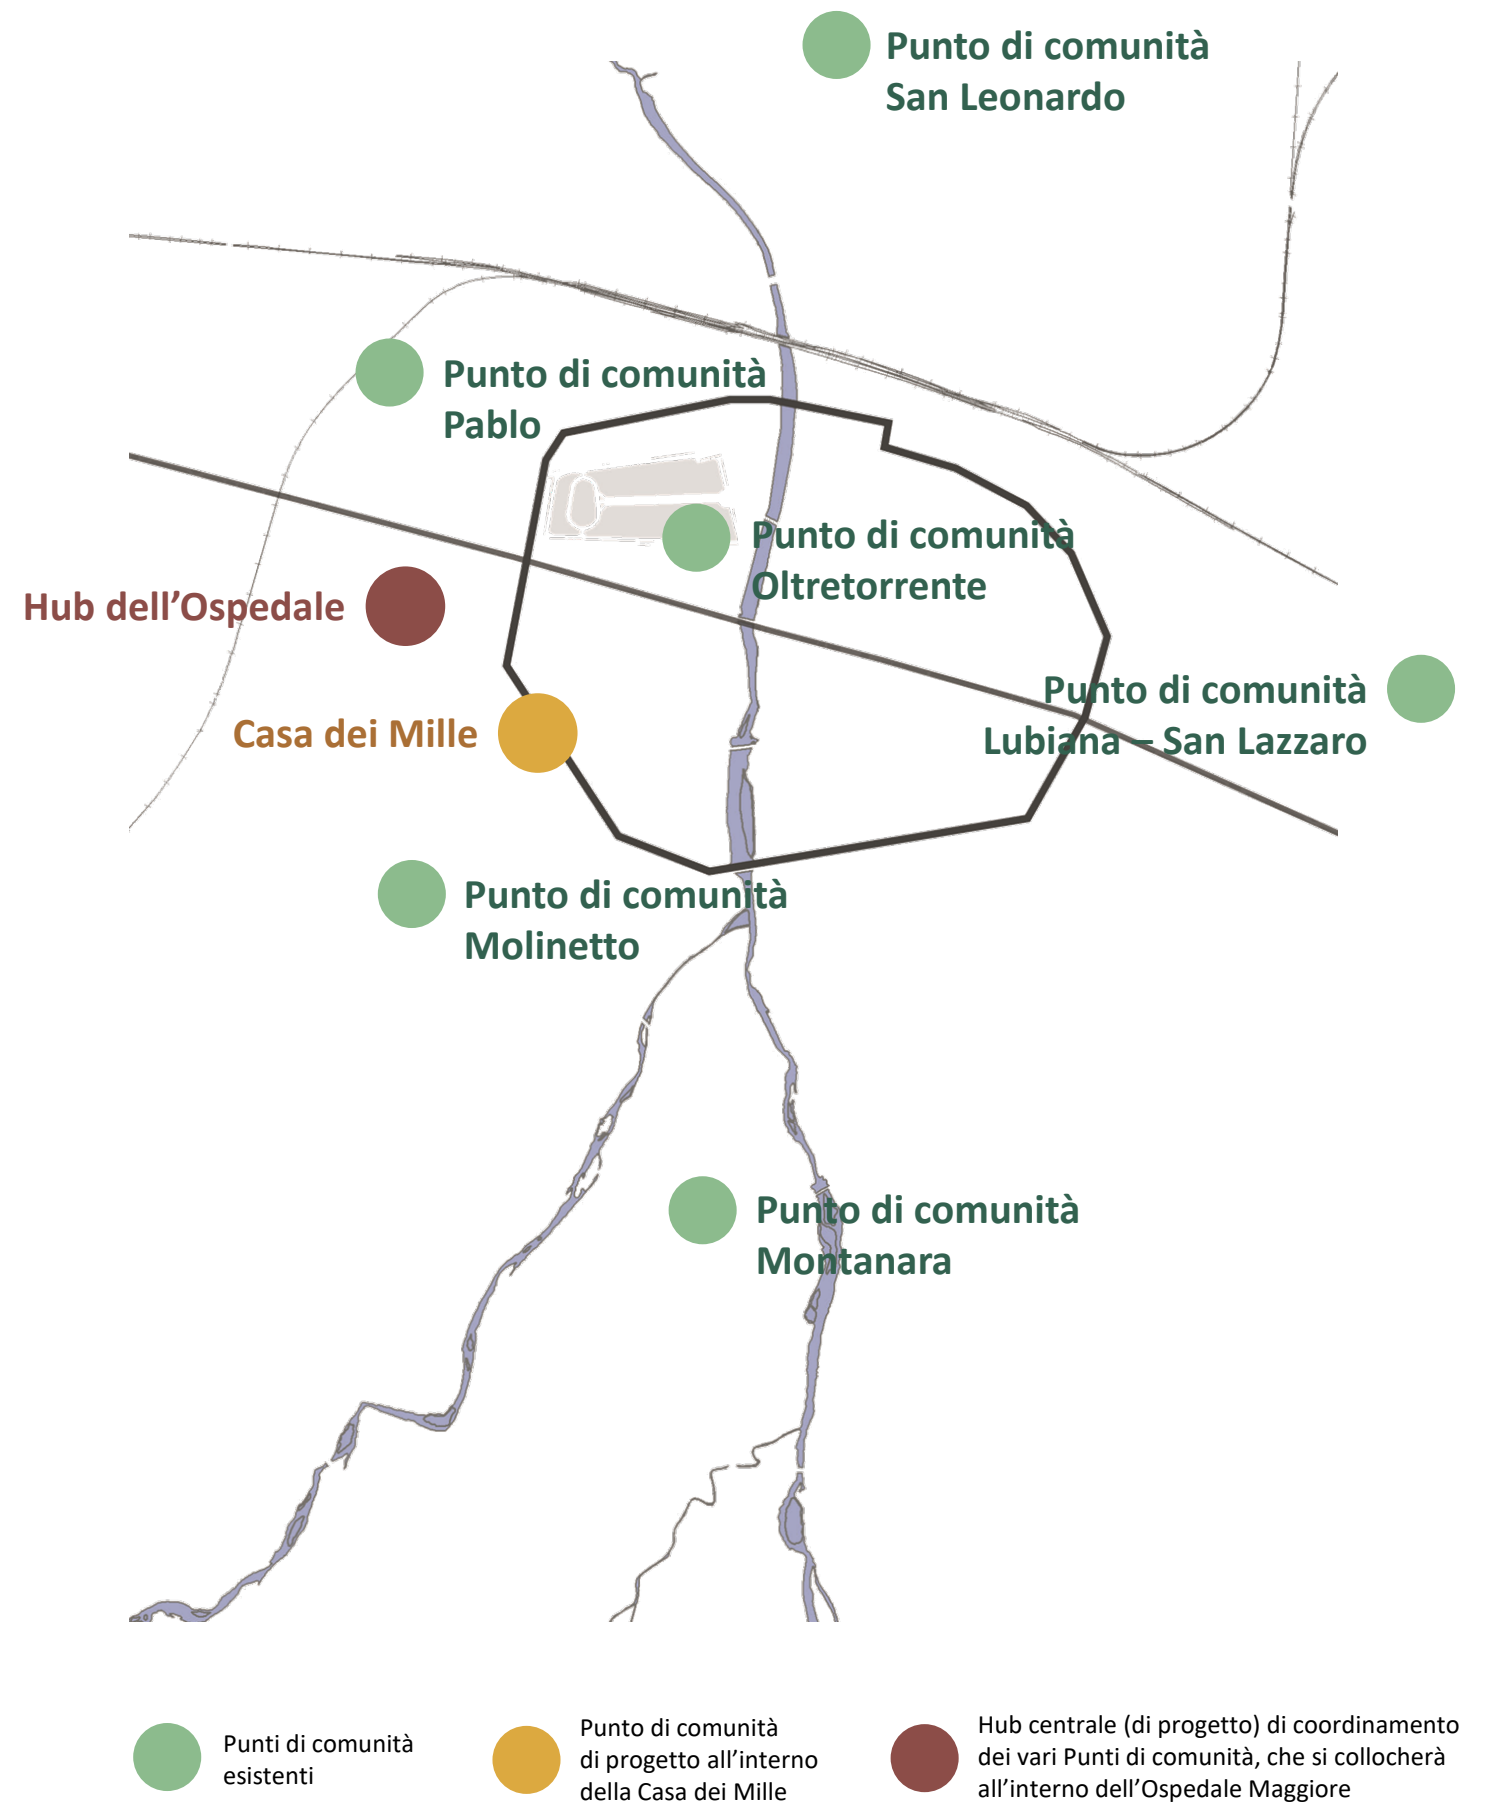 Punto di comunità
San Leonardo
Punto di comunità
Pablo
Punto di comunità
Oltretorrente
Hub dell’Ospedale
Punto di comunità
Lubiana – San Lazzaro
Casa dei Mille
Punto di comunità
Molinetto
Punto di comunità
Montanara
Punti di comunità
esistenti
Punto di comunità
di progetto all’interno
della Casa dei Mille
Hub centrale (di progetto) di coordinamento
dei vari Punti di comunità, che si collocherà
all’interno dell’Ospedale Maggiore